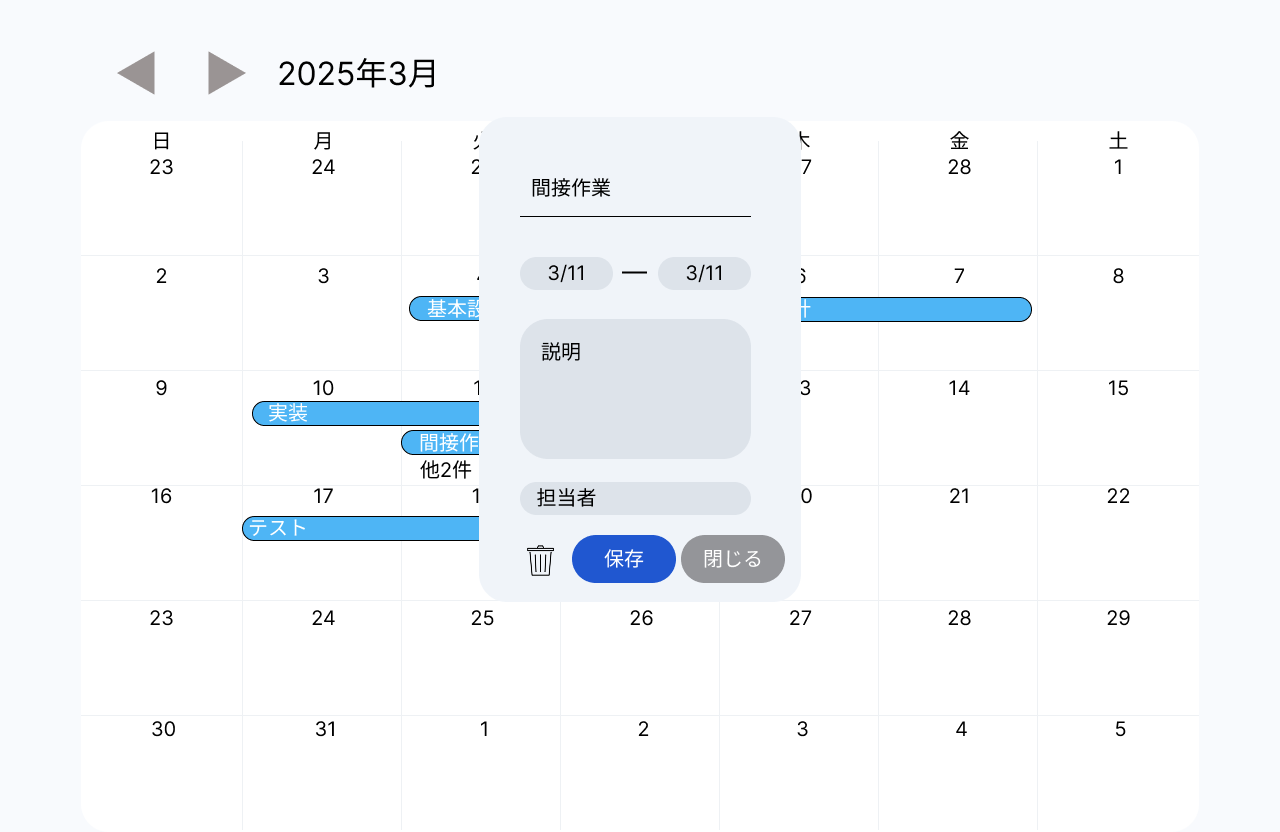 2025年3月
日 月 木 金 土
23 24 28 1
間接作業
2 3 7 8
3/11 — 3/11
基本設 計
説明
9 10 14 15
実装
間接作
他2件
担当者
16 17 21 22
テスト
保存 閉じる
23 24 25 26 27 28 29
30 31 1 2 3 4 5